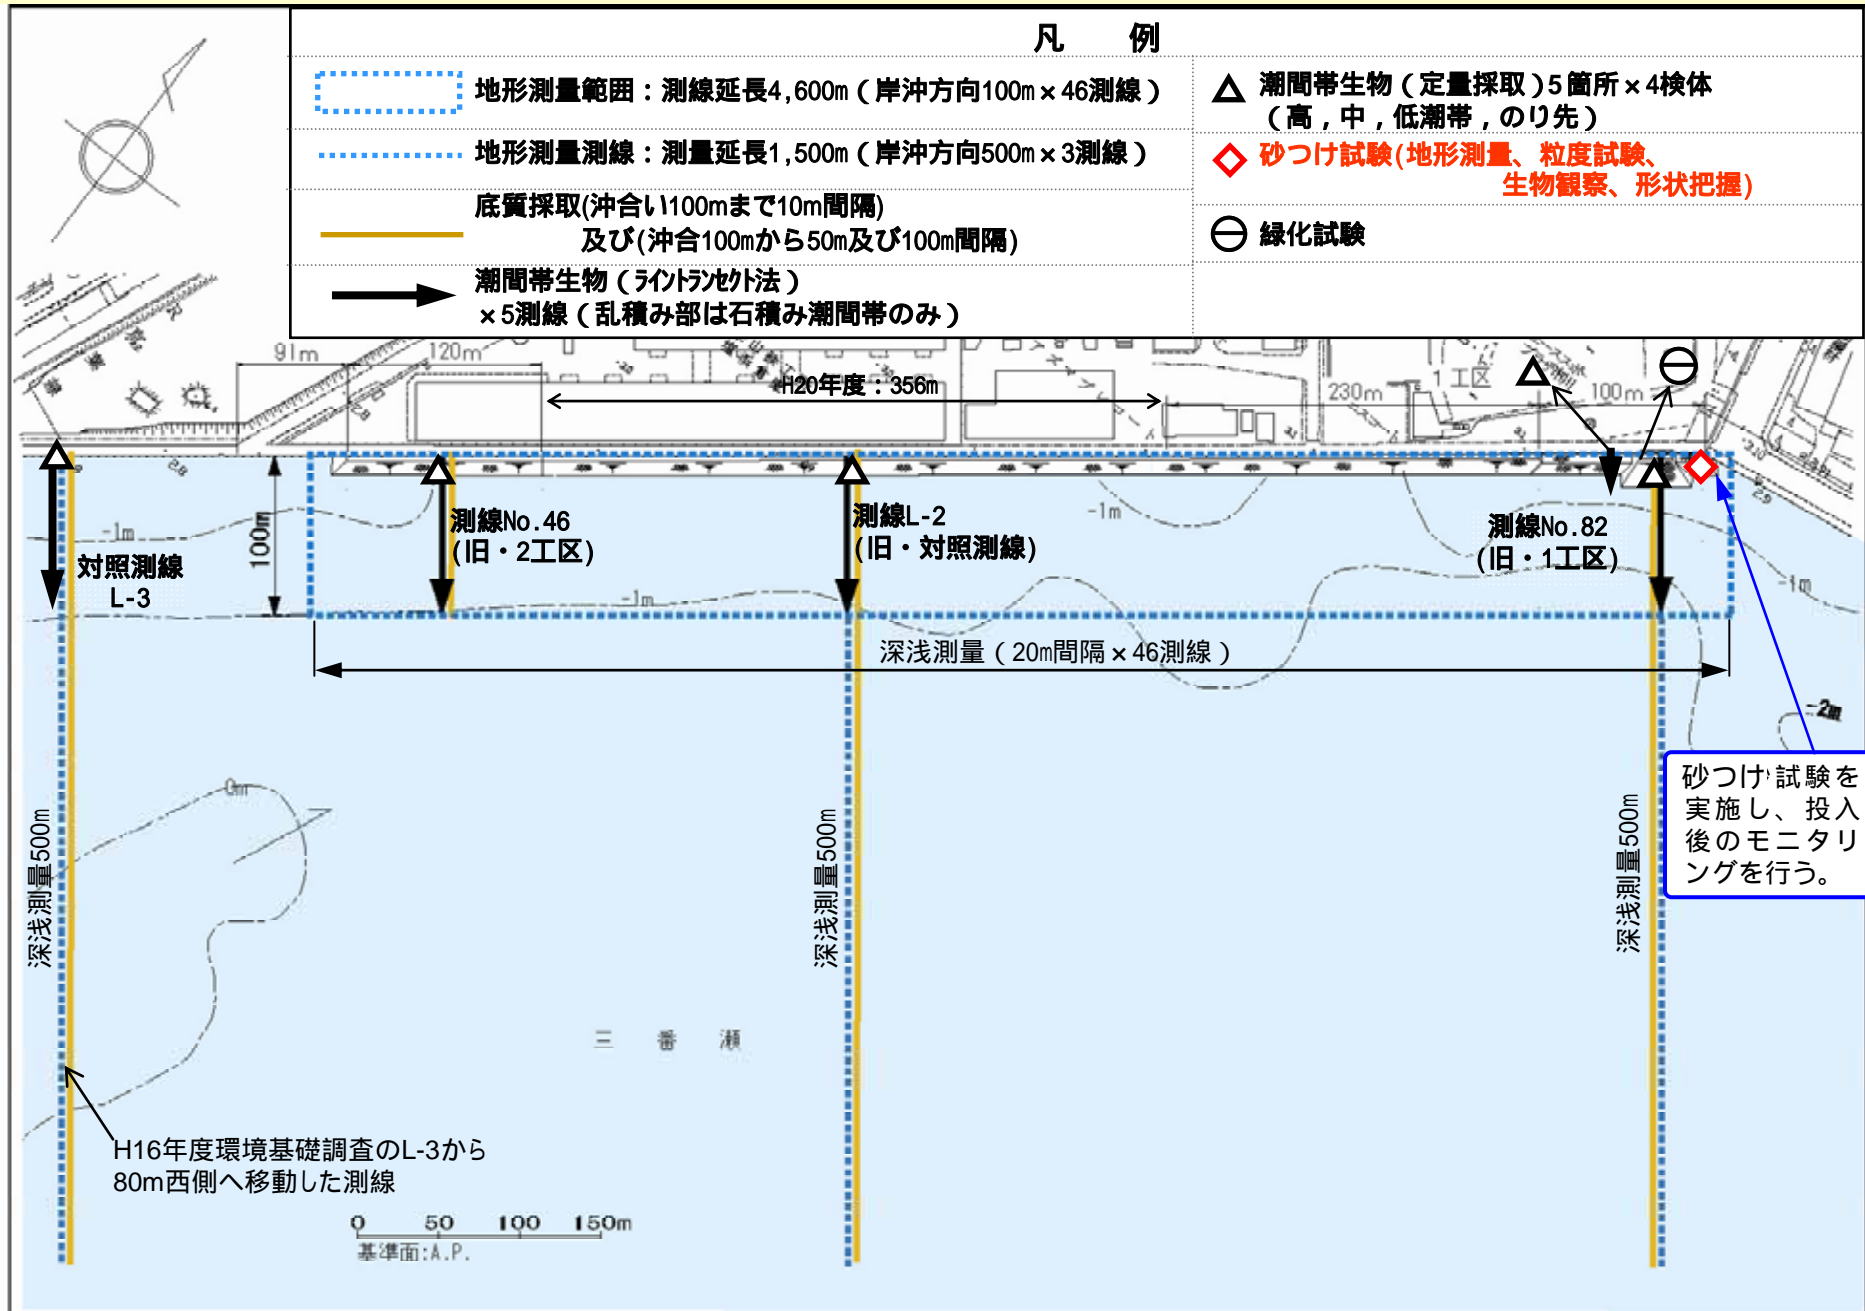 凡 例
地形測量範囲：測線延長4,600m（岸沖方向100m×46測線）
地形測量測線：測量延長1,500m（岸沖方向500m×3測線）
底質採取(沖合い100mまで10m間隔)
及び(沖合100mから50m及び100m間隔)
潮間帯生物（ﾗｲﾝﾄﾗﾝｾｸﾄ法）
×5測線（乱積み部は石積み潮間帯のみ）
潮間帯生物（定量採取）5箇所×4検体
（高，中，低潮帯，のり先）
砂つけ試験(地形測量、粒度試験、
生物観察、形状把握)
緑化試験
91m
120m
H20年度：356m
230m
1工区
100m
100m
-1m
対照測線
L-3
測線No.46
(旧・2工区)
測線L-2
(旧・対照測線)
-1m
測線No.82
(旧・1工区)
-1m
-1m
深浅測量（20m間隔×46測線）
-2m
砂つけ試験を
実施し、投入
後のモニタリ
ングを行う。
0m
深浅測量500m
深浅測量500m
深浅測量500m
三 番 瀬
H16年度環境基礎調査のL-3から
80m西側へ移動した測線
0 50 100 150m
基準面:A.P.